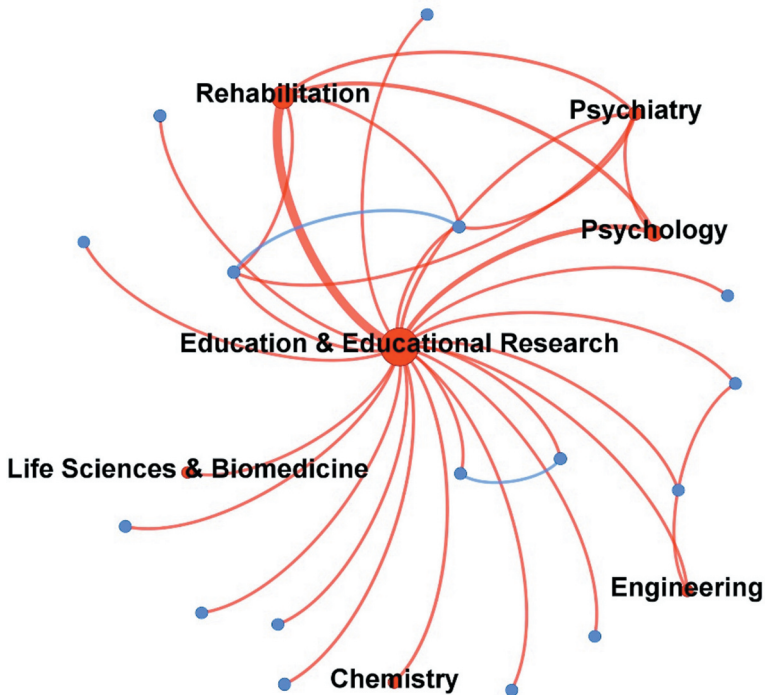 Rehabilitation
Psychiatry
Psychology
Education & Educational Research
Life Sciences & Biomedicine
Engineering
Chemistry